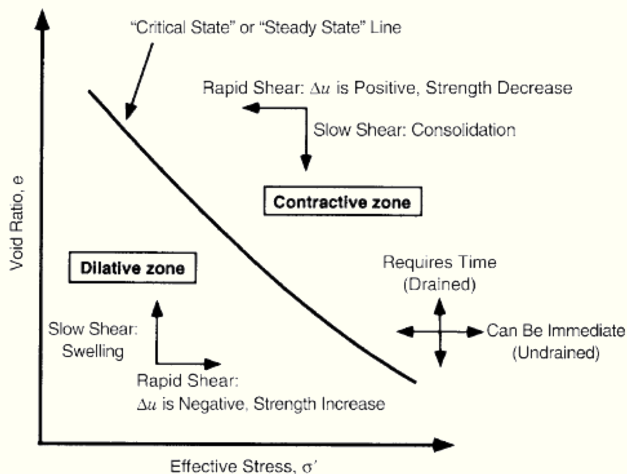 "Critical State" or "Steady State" Line
Rapid Shear: Δu is Positive, Strength Decrease
Slow Shear: Consolidation
Contractive zone
Void Ratio, e
Dilative zone
Requires Time
(Drained)
Slow Shear:
Swelling
Can Be Immediate
(Undrained)
Rapid Shear:
Δu is Negative, Strength Increase
Effective Stress, σ′